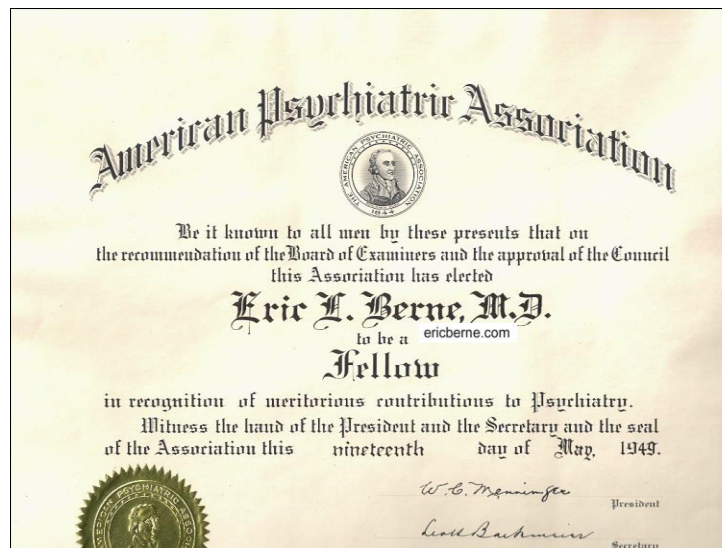 American Psychiatric Association
THE AMERICAN PSYCHIATRIC ASSOCIATION
1844
Be it known to all men by these presents that on
the recommendation of the Board of Examiners and the approval of the Council
this Association has elected
Eric L. Berne, M.D.
ericberne.com
to be a
Fellow
in recognition of meritorious contributions to Psychiatry.
Witness the hand of the President and the Secretary and the seal
of the Association this nineteenth day of May, 1949.
W. C. Menninger
President
Secretary